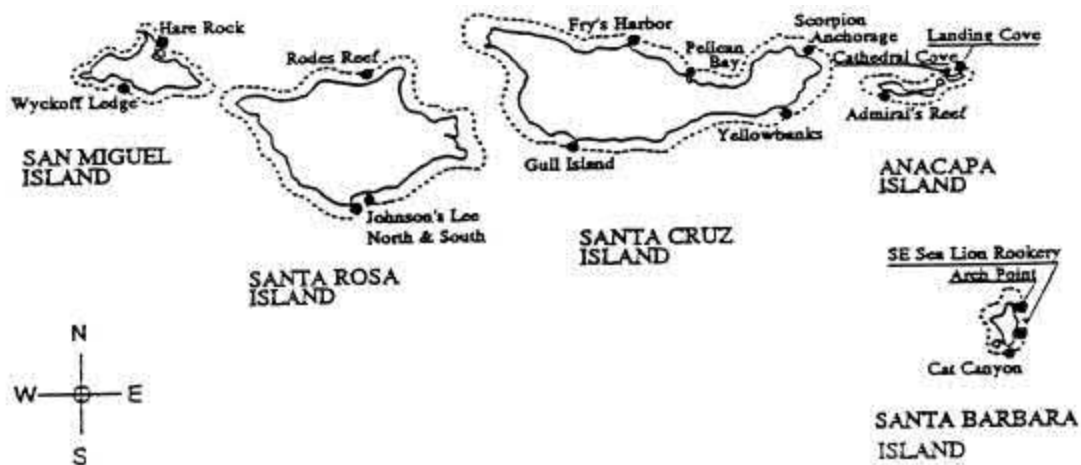 Hare Rock
Wyckoff Lodge
SAN MIGUEL
ISLAND
Rodes Reef
Johnson's Lee
North & South
SANTA ROSA
ISLAND
Fry's Harbor
Pelican
Bay
Scorpion
Anchorage
Yellowbanks
Gull Island
SANTA CRUZ
ISLAND
Landing Cove
Cathedral Cove
Admiral's Reef
ANACAPA
ISLAND
SE Sea Lion Rookery
Arch Point
Cat Canyon
SANTA BARBARA
ISLAND
N
W E
S